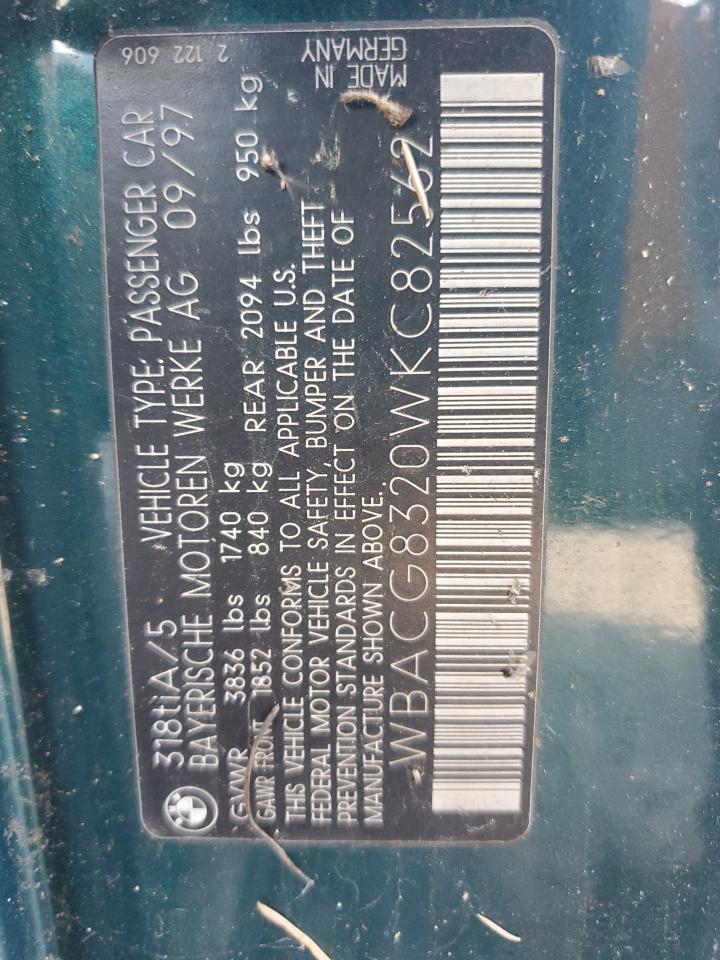 318tiA/5 VEHICLE TYPE: PASSENGER CAR
BAYERISCHE MOTOREN WERKE AG 09/97
GVWR 3836 lbs 1740 kg
GAWR FRONT 1852 lbs 840 kg REAR 2094 lbs 950 kg
THIS VEHICLE CONFORMS TO ALL APPLICABLE U.S.
FEDERAL MOTOR VEHICLE SAFETY, BUMPER AND THEFT
PREVENTION STANDARDS IN EFFECT ON THE DATE OF
MANUFACTURE SHOWN ABOVE.
WBACG8320WKC82562
2 122 606
MADE IN
GERMANY
BMW